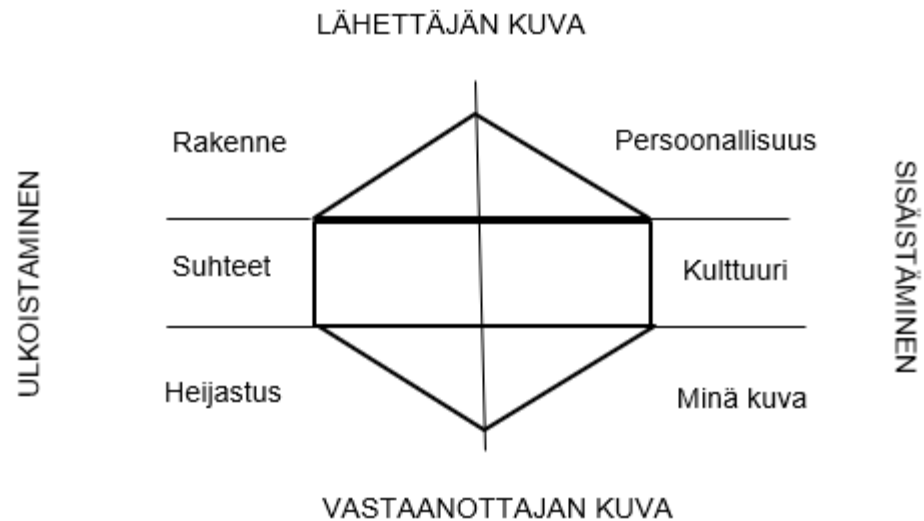 LÄHETTÄJÄN KUVA
Rakenne
Persoonallisuus
ULKOISTAMINEN
SISÄISTÄMINEN
Suhteet
Kulttuuri
Heijastus
Minä kuva
VASTAANOTTAJAN KUVA